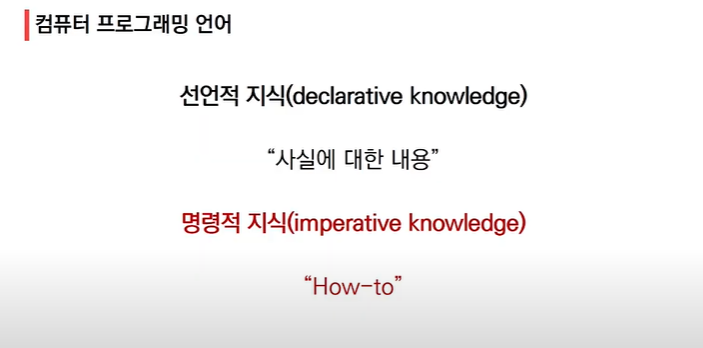 컴퓨터 프로그래밍 언어
선언적 지식(declarative knowledge)
“사실에 대한 내용”
명령적 지식(imperative knowledge)
“How-to”